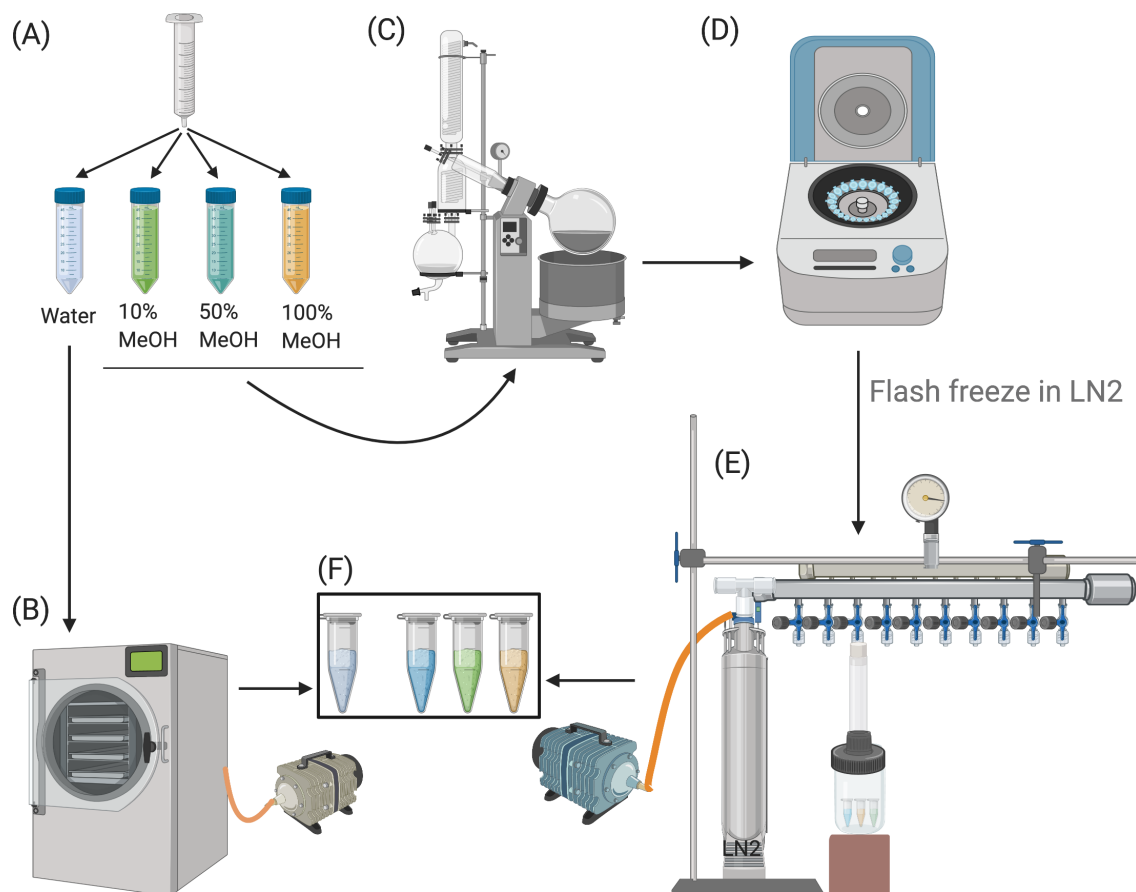 (A)
(C)
(D)
Water
10%
MeOH
50%
MeOH
100%
MeOH
Flash freeze in LN2
(E)
(F)
(B)
LN2